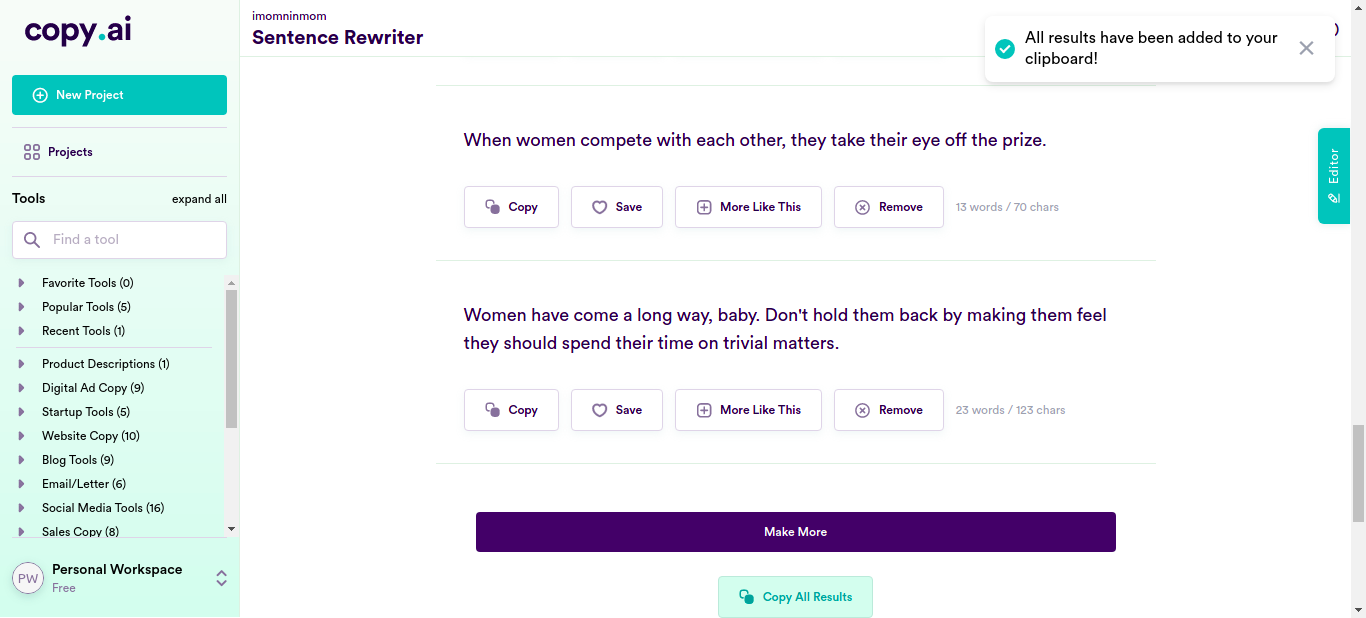 copy.ai
New Project
Projects
Tools
expand all
Find a tool
Favorite Tools (0)
Popular Tools (5)
Recent Tools (1)
Product Descriptions (1)
Digital Ad Copy (9)
Startup Tools (5)
Website Copy (10)
Blog Tools (9)
Email/Letter (6)
Social Media Tools (16)
Sales Copy (8)
PW
Personal Workspace
Free
imomninmom
Sentence Rewriter
All results have been added to your
clipboard!
When women compete with each other, they take their eye off the prize.
Copy
Save
More Like This
Remove
13 words / 70 chars
Women have come a long way, baby. Don't hold them back by making them feel
they should spend their time on trivial matters.
Copy
Save
More Like This
Remove
23 words / 123 chars
Make More
Copy All Results
Editor